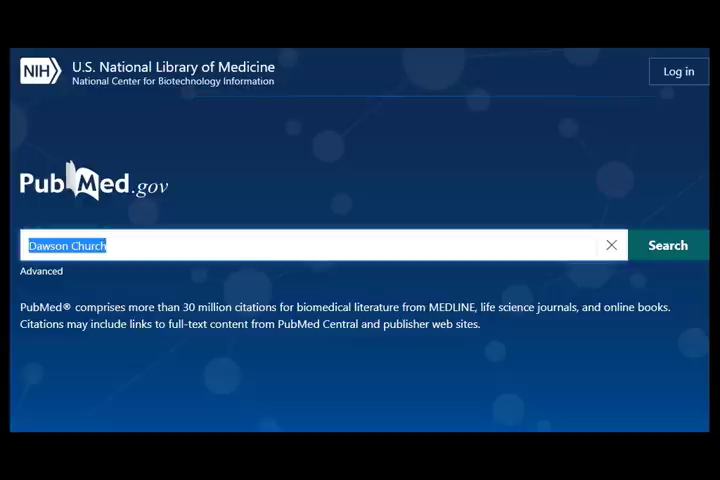 NIH
U.S. National Library of Medicine
National Center for Biotechnology Information
Log in
PubMed.gov
Dawson Church
Search
Advanced
PubMed® comprises more than 30 million citations for biomedical literature from MEDLINE, life science journals, and online books.
Citations may include links to full-text content from PubMed Central and publisher web sites.